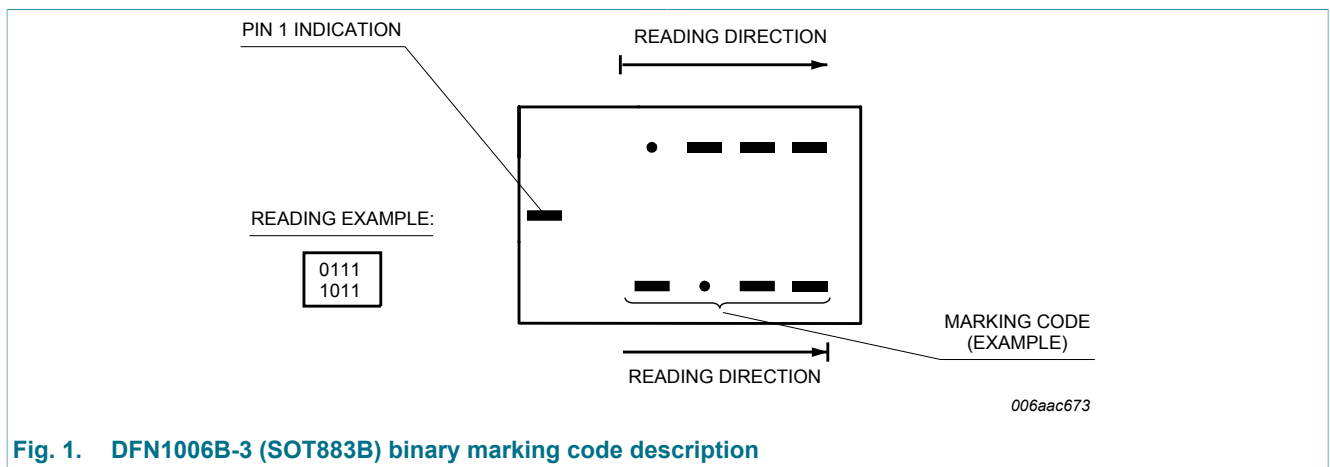 PIN 1 INDICATION
READING DIRECTION
READING EXAMPLE:
0111
1011
MARKING CODE
(EXAMPLE)
READING DIRECTION
006aac673
Fig. 1. DFN1006B-3 (SOT883B) binary marking code description